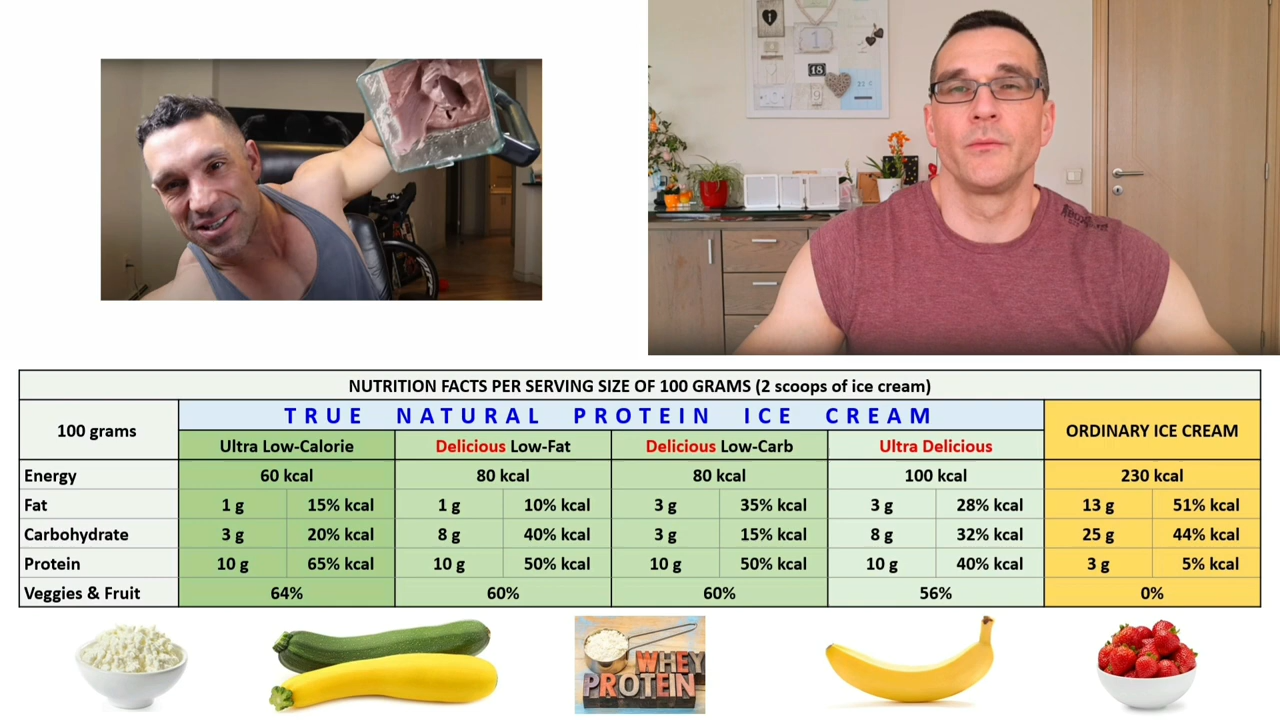 1
18
9
22
NUTRITION FACTS PER SERVING SIZE OF 100 GRAMS (2 scoops of ice cream)
100 grams
TRUE NATURAL PROTEIN ICE CREAM
ORDINARY ICE CREAM
Ultra Low-Calorie Delicious Low-Fat Delicious Low-Carb Ultra Delicious
Energy 60 kcal 80 kcal 80 kcal 100 kcal 230 kcal
Fat 1 g 15% kcal 1 g 10% kcal 3 g 35% kcal 3 g 28% kcal 13 g 51% kcal
Carbohydrate 3 g 20% kcal 8 g 40% kcal 3 g 15% kcal 8 g 32% kcal 25 g 44% kcal
Protein 10 g 65% kcal 10 g 50% kcal 10 g 50% kcal 10 g 40% kcal 3 g 5% kcal
Veggies & Fruit 64% 60% 60% 56% 0%
WHEY
PROTEIN